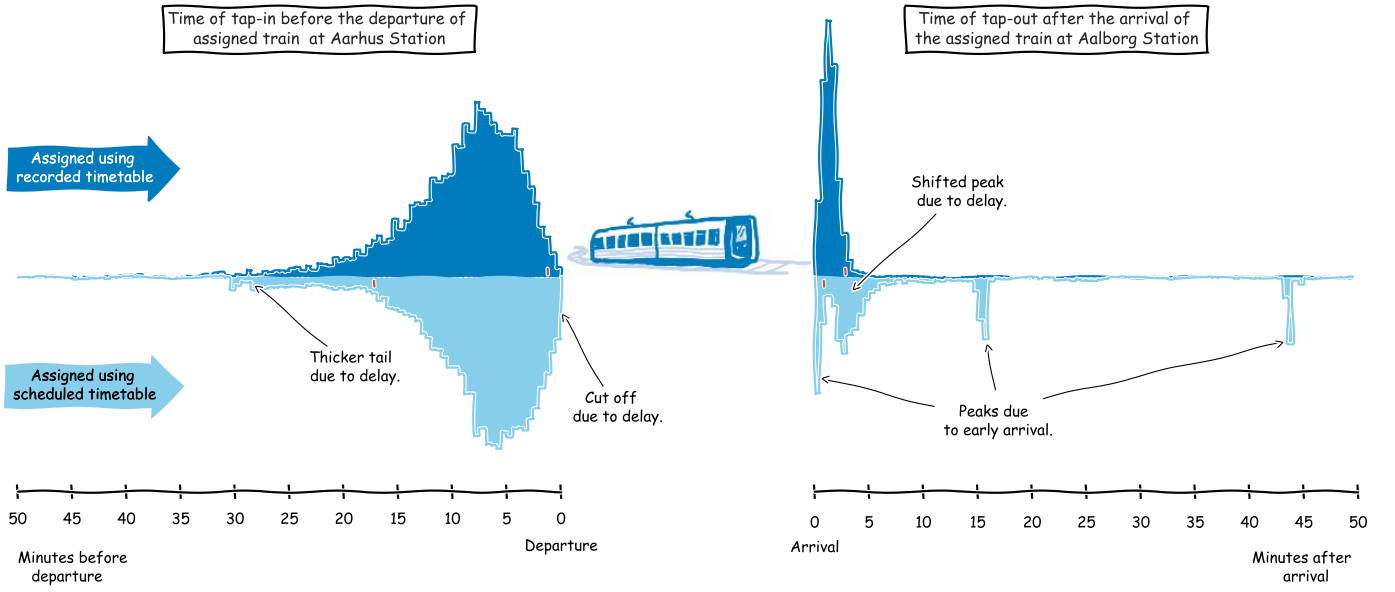 Time of tap-in before the departure of
assigned train at Aarhus Station
Time of tap-out after the arrival of
the assigned train at Aalborg Station
Assigned using
recorded timetable
Shifted peak
due to delay.
Thicker tail
due to delay.
Assigned using
scheduled timetable
Cut off
due to delay.
Peaks due
to early arrival.
50 45 40 35 30 25 20 15 10 5 0
Minutes before
departure
Departure
0 5 10 15 20 25 30 35 40 45 50
Arrival
Minutes after
arrival